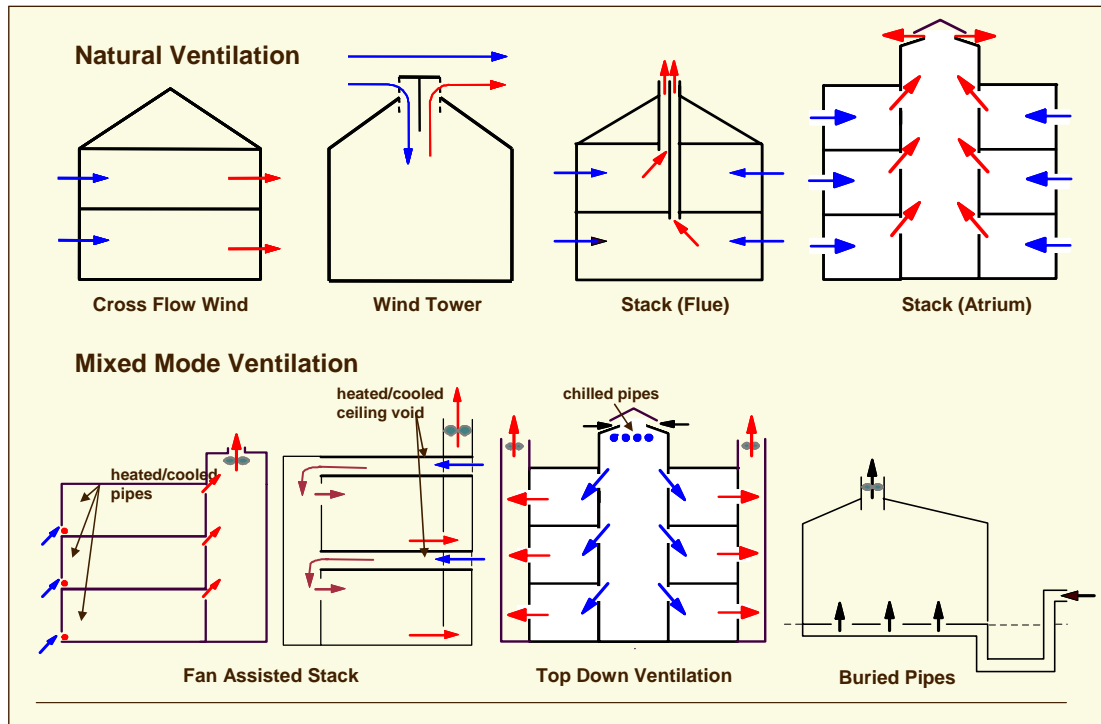 Natural Ventilation
Cross Flow Wind
Wind Tower
Stack (Flue)
Stack (Atrium)
Mixed Mode Ventilation
heated/cooled
pipes
heated/cooled
ceiling void
chilled pipes
Fan Assisted Stack
Top Down Ventilation
Buried Pipes